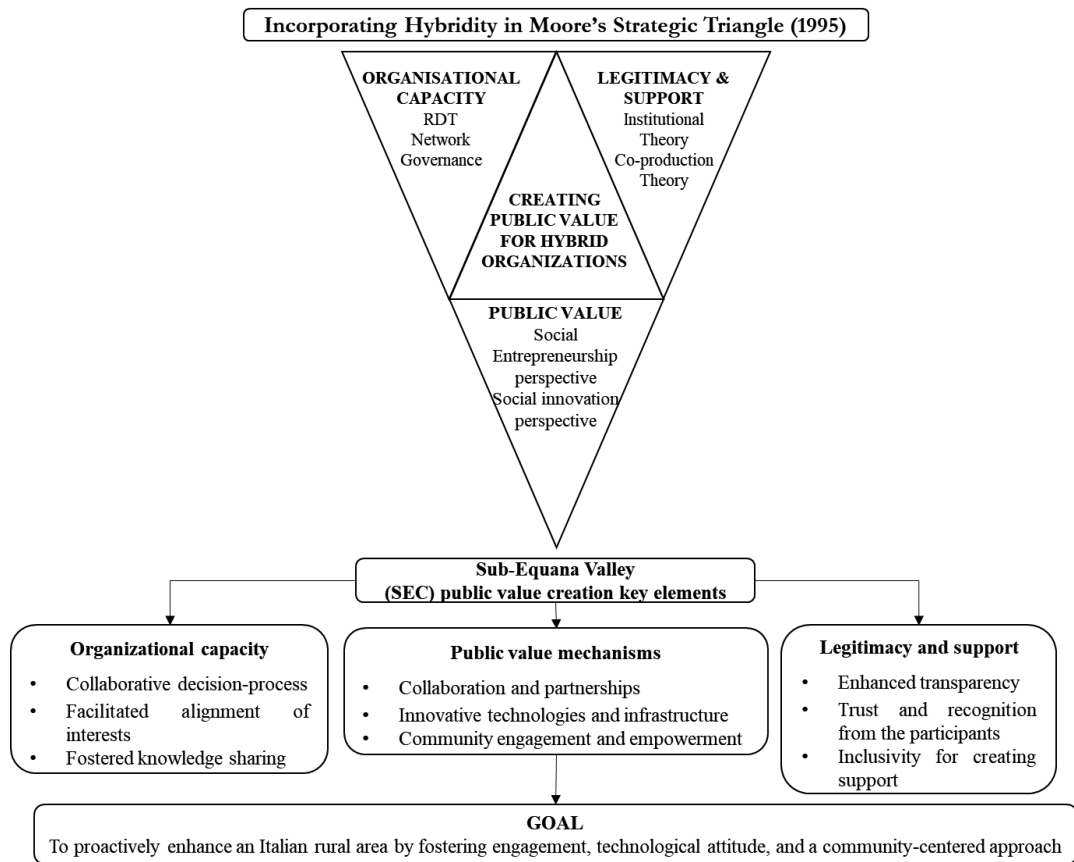 Incorporating Hybridity in Moore's Strategic Triangle (1995)
ORGANISATIONAL
CAPACITY
RDT
Network
Governance
LEGITIMACY &
SUPPORT
Institutional
Theory
Co-production
Theory
CREATING
PUBLIC VALUE
FOR HYBRID
ORGANIZATIONS
PUBLIC VALUE
Social
Entrepreneurship
perspective
Social innovation
perspective
Sub-Equana Valley
(SEC) public value creation key elements
Organizational capacity
• Collaborative decision-process
• Facilitated alignment of
interests
• Fostered knowledge sharing
Public value mechanisms
• Collaboration and partnerships
• Innovative technologies and infrastructure
• Community engagement and empowerment
Legitimacy and support
• Enhanced transparency
• Trust and recognition
from the participants
• Inclusivity for creating
support
GOAL
To proactively enhance an Italian rural area by fostering engagement, technological attitude, and a community-centered approach